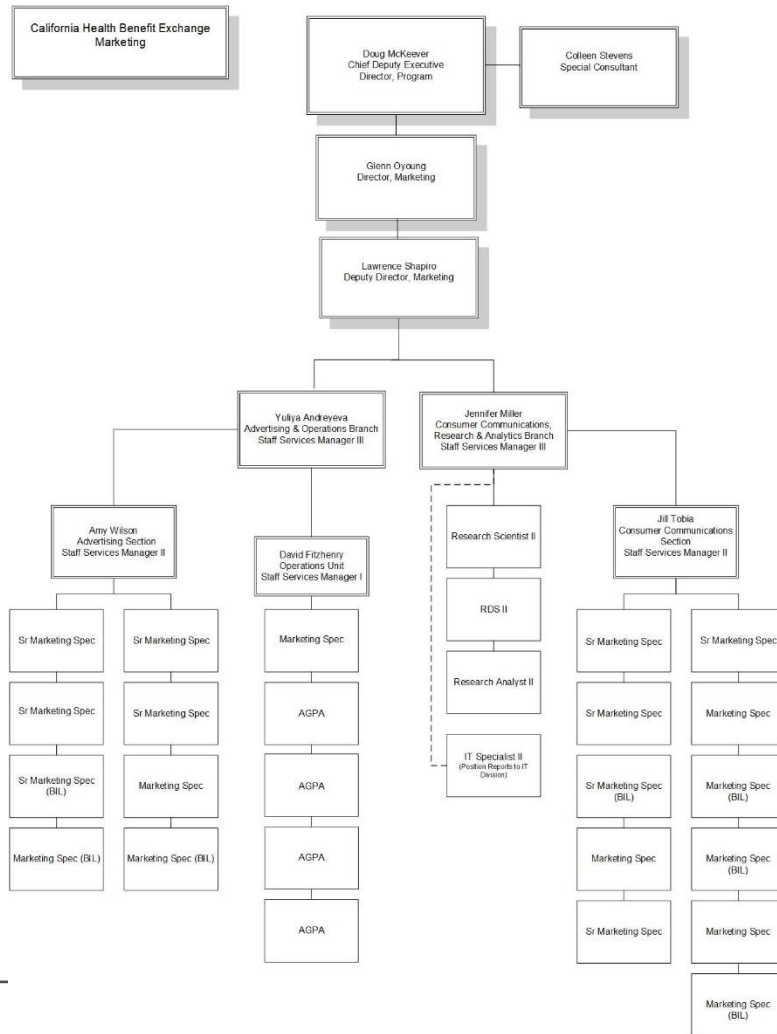 California Health Benefit Exchange
Marketing
Doug McKeever
Chief Deputy Executive
Director, Program
Colleen Stevens
Special Consultant
Glenn Oyoung
Director, Marketing
Lawrence Shapiro
Deputy Director, Marketing
Yuliya Andreyeva
Advertising & Operations Branch
Staff Services Manager III
Jennifer Miller
Consumer Communications,
Research & Analytics Branch
Staff Services Manager III
Amy Wilson
Advertising Section
Staff Services Manager II
Sr Marketing Spec
Sr Marketing Spec
Sr Marketing Spec
(BIL)
Marketing Spec (BIL)
Sr Marketing Spec
Sr Marketing Spec
Marketing Spec
Marketing Spec (BIL)
David Fitzhenry
Operations Unit
Staff Services Manager I
Marketing Spec
AGPA
AGPA
AGPA
AGPA
Research Scientist II
RDS II
Research Analyst II
IT Specialist II
(Position Reports to IT
Division)
Jill Tobia
Consumer Communications
Section
Staff Services Manager II
Sr Marketing Spec
Sr Marketing Spec
Sr Marketing Spec
(BIL)
Marketing Spec
Sr Marketing Spec
Sr Marketing Spec
Marketing Spec
Marketing Spec
(BIL)
Marketing Spec
(BIL)
Marketing Spec
Marketing Spec
(BIL)